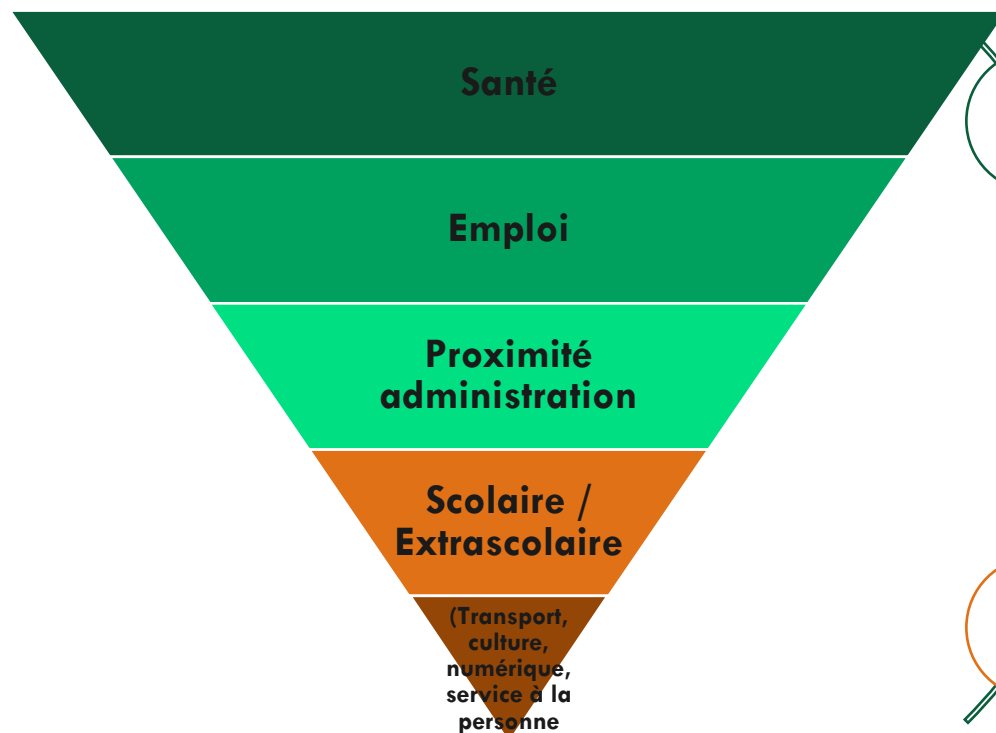 Santé
Emploi
Proximité
administration
Scolaire /
Extrascolaire
(Transport,
culture,
numérique,
service à la
personne